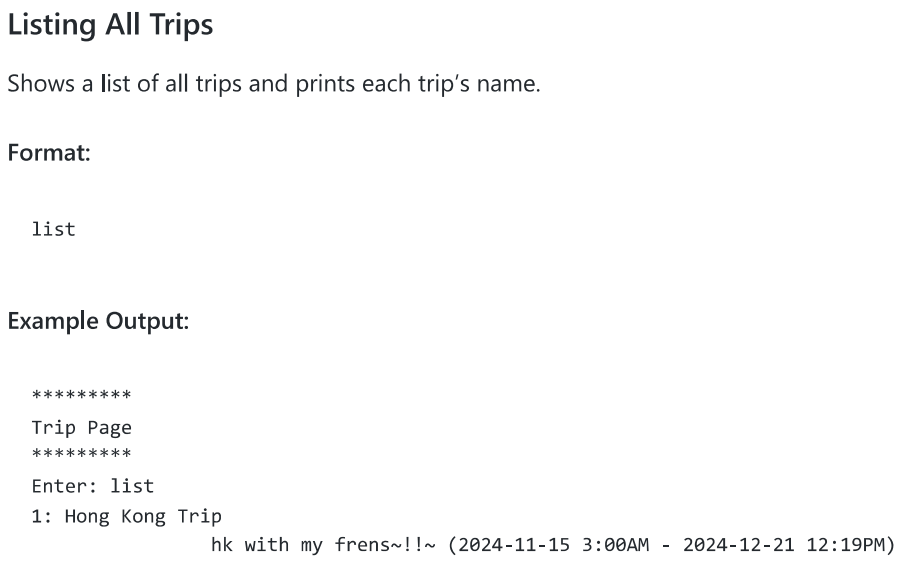 Listing All Trips
Shows a list of all trips and prints each trip’s name.
Format:
list
Example Output:
*********
Trip Page
*********
Enter: list
1: Hong Kong Trip
hk with my frens~!!~ (2024-11-15 3:00AM - 2024-12-21 12:19PM)